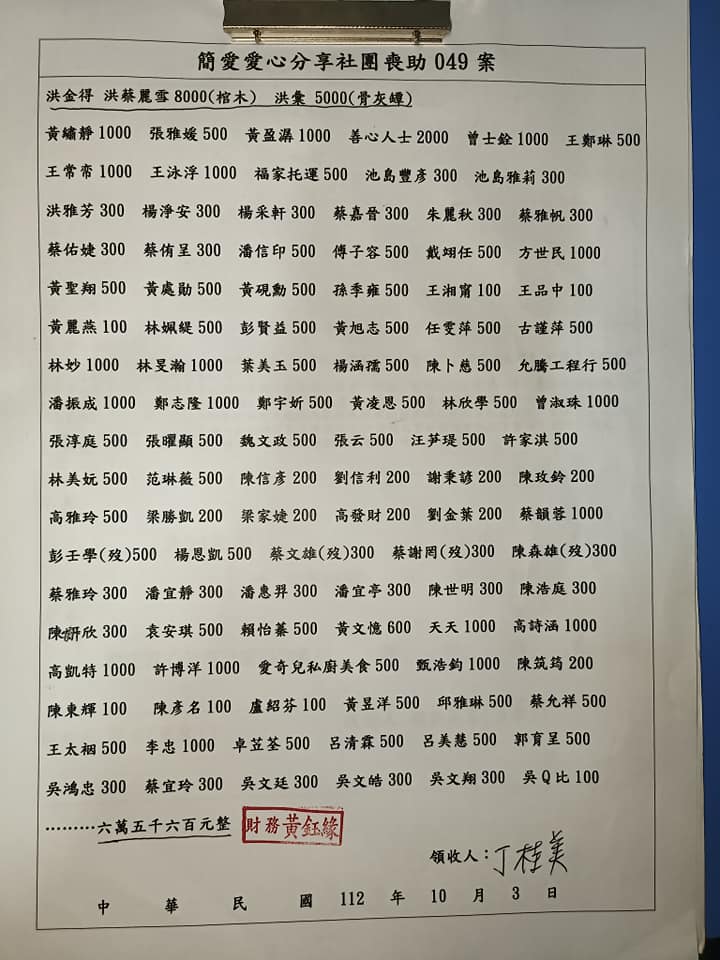 簡愛愛心分享社團喪助 049 案
洪金得 洪蔡麗雪 8000(棺木) 洪彙 5000(骨灰罈)
黃繡靜 1000 張雅媛 500 黃盈潺 1000 善心人士 2000 曾士銓 1000 王鄭琳 500
王常帝 1000 王泳浮 1000 福家托運 500 池島豐彥 300 池島雅莉 300
洪雅芳 300 楊淨安 300 楊采軒 300 蔡嘉晉 300 朱麗秋 300 蔡雅帆 300
蔡佑婕 300 蔡侑呈 300 潘信印 500 傅子容 500 戴翊任 500 方世民 1000
黃聖翔 500 黃處勛 500 黃硯勳 500 孫季雍 500 王湘甯 100 王品中 100
黃麗燕 100 林姵緹 500 彭賢益 500 黃旭志 500 任雯萍 500 古謹萍 500
林妙 1000 林旻瀚 1000 葉美玉 500 楊涵孺 500 陳卜慈 500 允騰工程行 500
潘振成 1000 鄭志隆 1000 鄭宇妡 500 黃凌恩 500 林欣學 500 曾淑珠 1000
張淳庭 500 張曜顯 500 魏文政 500 張云 500 汪笋瑅 500 許家淇 500
林美妧 500 范琳薇 500 陳信彥 200 劉信利 200 謝秉諺 200 陳玫鈴 200
高雅玲 500 梁勝凱 200 梁家婕 200 高發財 200 劉金葉 200 蔡韻蓉 1000
彭壬學(歿)500 楊恩凱 500 蔡文雄(歿)300 蔡謝罔(歿)300 陳森雄(歿)300
蔡雅玲 300 潘宜靜 300 潘惠羿 300 潘宜亭 300 陳世明 300 陳浩庭 300
陳妍欣 300 袁安琪 500 賴怡蓁 500 黃文憶 600 天天 1000 高詩涵 1000
高凱特 1000 許博洋 1000 愛奇兒私廚美食 500 甄浩鈞 1000 陳筑筠 200
陳東輝 100 陳彥名 100 盧紹芬 100 黃昱洋 500 邱雅琳 500 蔡允祥 500
王太裀 500 李忠 1000 卓苙荃 500 呂清霖 500 呂美慧 500 郭育呈 500
吳鴻忠 300 蔡宜玲 300 吳文廷 300 吳文皓 300 吳文翔 300 吳Q比 100
………六萬五千六百元整 財務黃鈺緣
領收人：丁桂美
中華民國 112 年 10 月 3 日